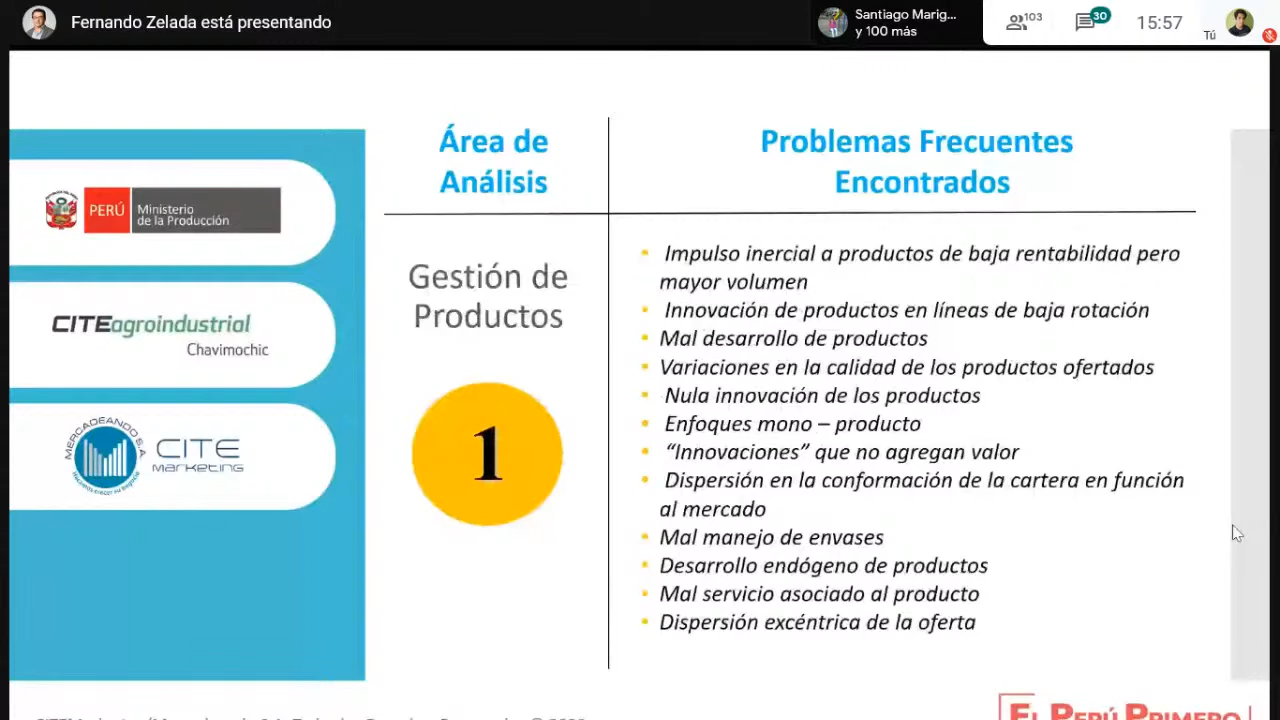 Fernando Zelada está presentando
Santiago Marig...
y 100 más
103
30
15:57
Tú
Área de
Análisis
Problemas Frecuentes
Encontrados
PERÚ
Ministerio
de la Producción
CITEagroindustrial
Chavimochic
MERCADEANDO S.A.
CITE
marketing
Gestión de
Productos
1
• Impulso inercial a productos de baja rentabilidad pero
mayor volumen
• Innovación de productos en líneas de baja rotación
• Mal desarrollo de productos
• Variaciones en la calidad de los productos ofertados
• Nula innovación de los productos
• Enfoques mono – producto
• “Innovaciones” que no agregan valor
• Dispersión en la conformación de la cartera en función
al mercado
• Mal manejo de envases
• Desarrollo endógeno de productos
• Mal servicio asociado al producto
• Dispersión excéntrica de la oferta
EL PERÚ PRIMERO